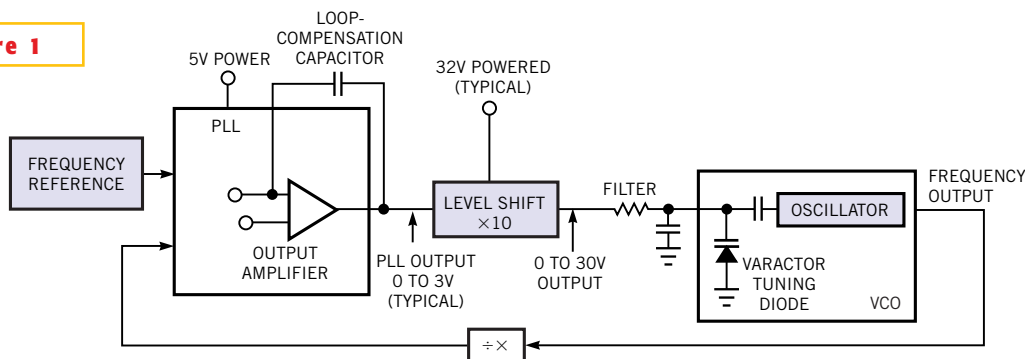 re 1
LOOP-
COMPENSATION
CAPACITOR
5V POWER
32V POWERED
(TYPICAL)
PLL
FREQUENCY
REFERENCE
OUTPUT
AMPLIFIER
PLL OUTPUT
0 TO 3V
(TYPICAL)
LEVEL SHIFT
×10
0 TO 30V
OUTPUT
FILTER
OSCILLATOR
VARACTOR
TUNING
DIODE
VCO
FREQUENCY
OUTPUT
÷×